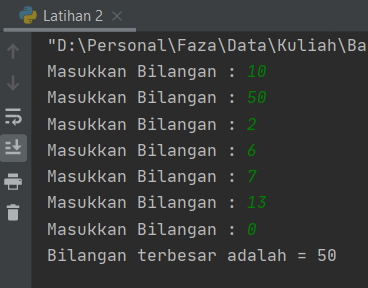 Latihan 2
"D:\Personal\Faza\Data\Kuliah\Ba
Masukkan Bilangan : 10
Masukkan Bilangan : 50
Masukkan Bilangan : 2
Masukkan Bilangan : 6
Masukkan Bilangan : 7
Masukkan Bilangan : 13
Masukkan Bilangan : 0
Bilangan terbesar adalah = 50